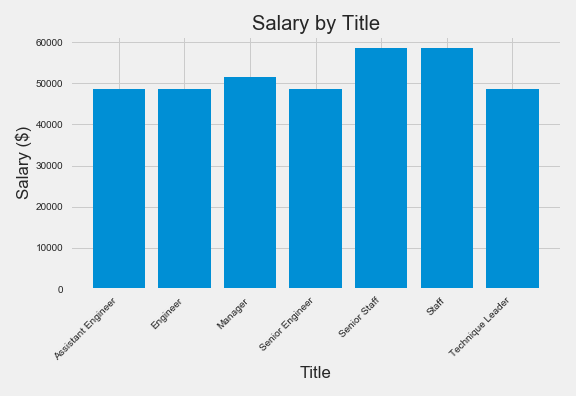 Salary by Title
Salary ($)
60000
50000
40000
30000
20000
10000
0
Assistant Engineer
Engineer
Manager
Senior Engineer
Senior Staff
Staff
Technique Leader
Title